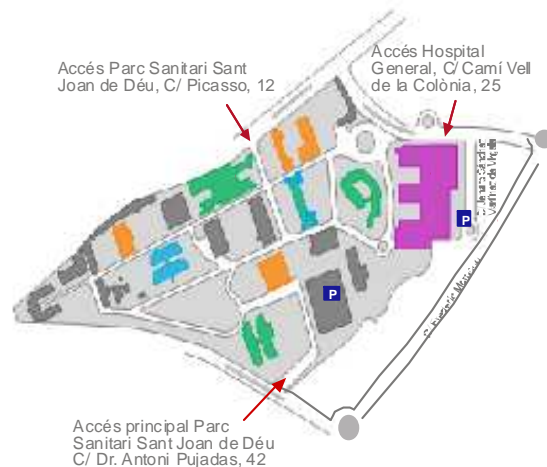 Accés Hospital
General, C/ Camí Vell
de la Colònia, 25
Accés Parc Sanitari Sant
Joan de Déu, C/ Picasso, 12
P
P
Accés principal Parc
Sanitari Sant Joan de Déu
C/ Dr. Antoni Pujadas, 42